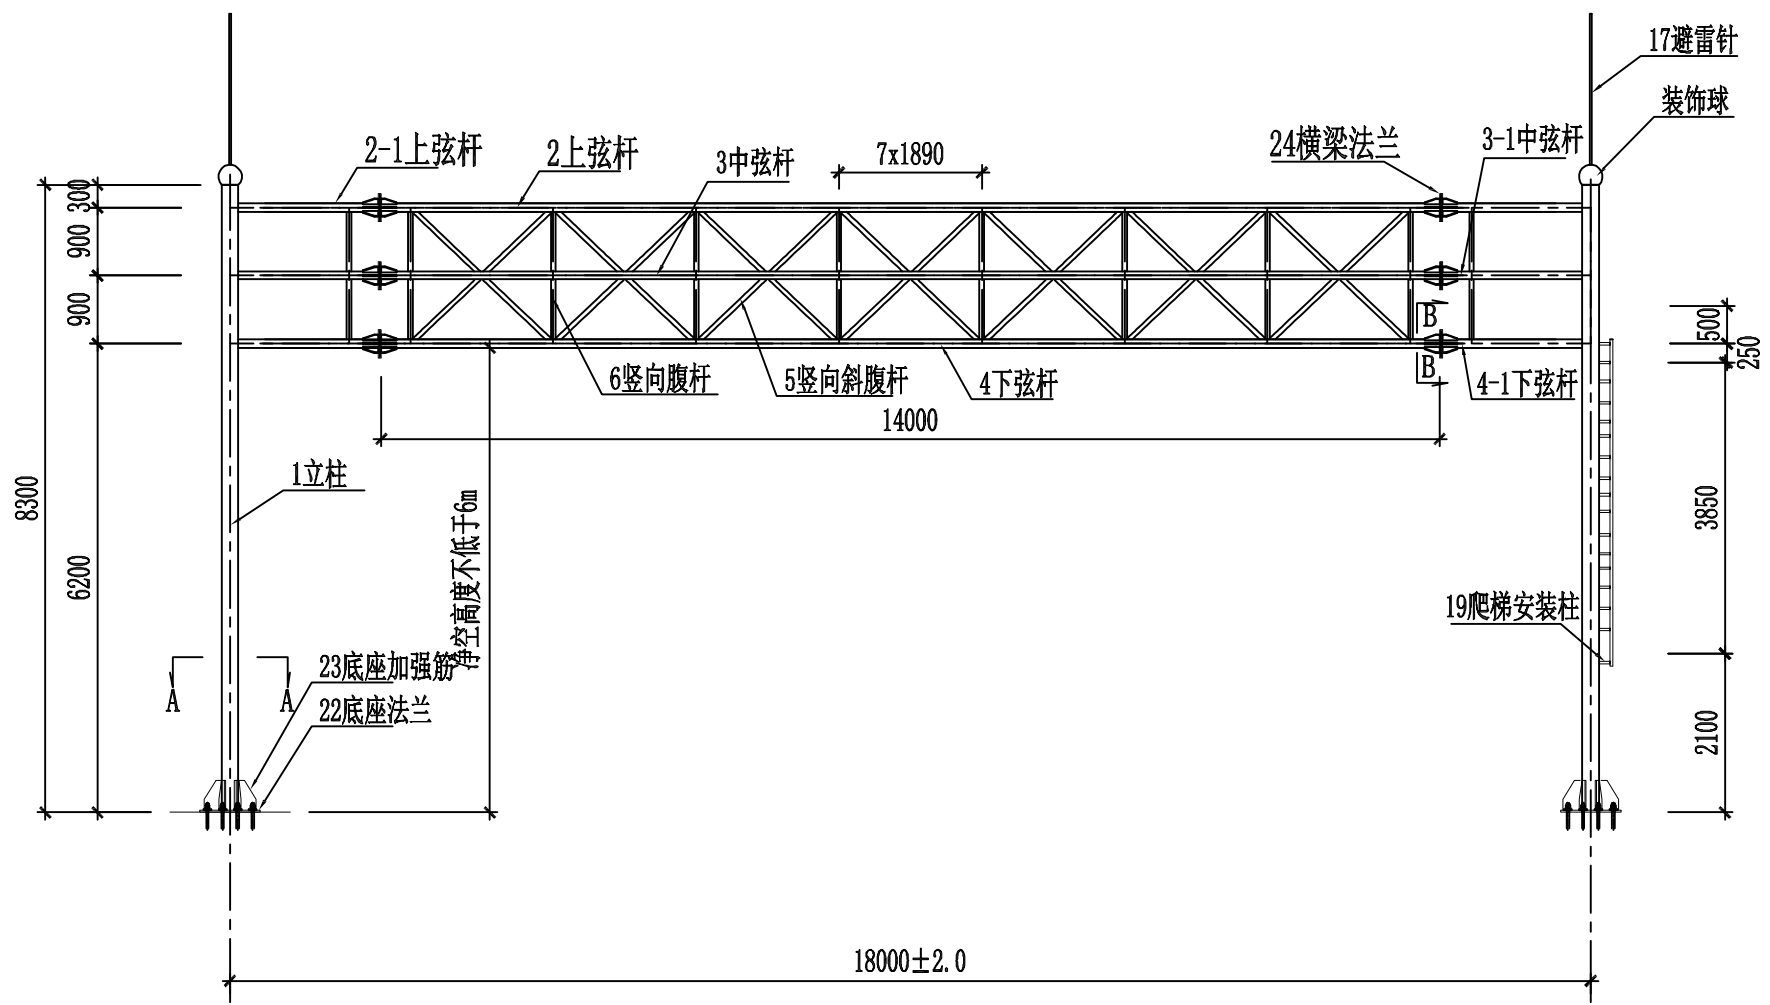 17避雷针
装饰球
2-1上弦杆
2上弦杆
3中弦杆
7x1890
24横梁法兰
3-1中弦杆
300
900
900
8300
6200
B
B
500
250
6竖向腹杆
5竖向斜腹杆
4下弦杆
4-1下弦杆
14000
1立柱
净空高度不低于6m
3850
19爬梯安装柱
A
A
23底座加强筋
22底座法兰
2100
18000±2.0